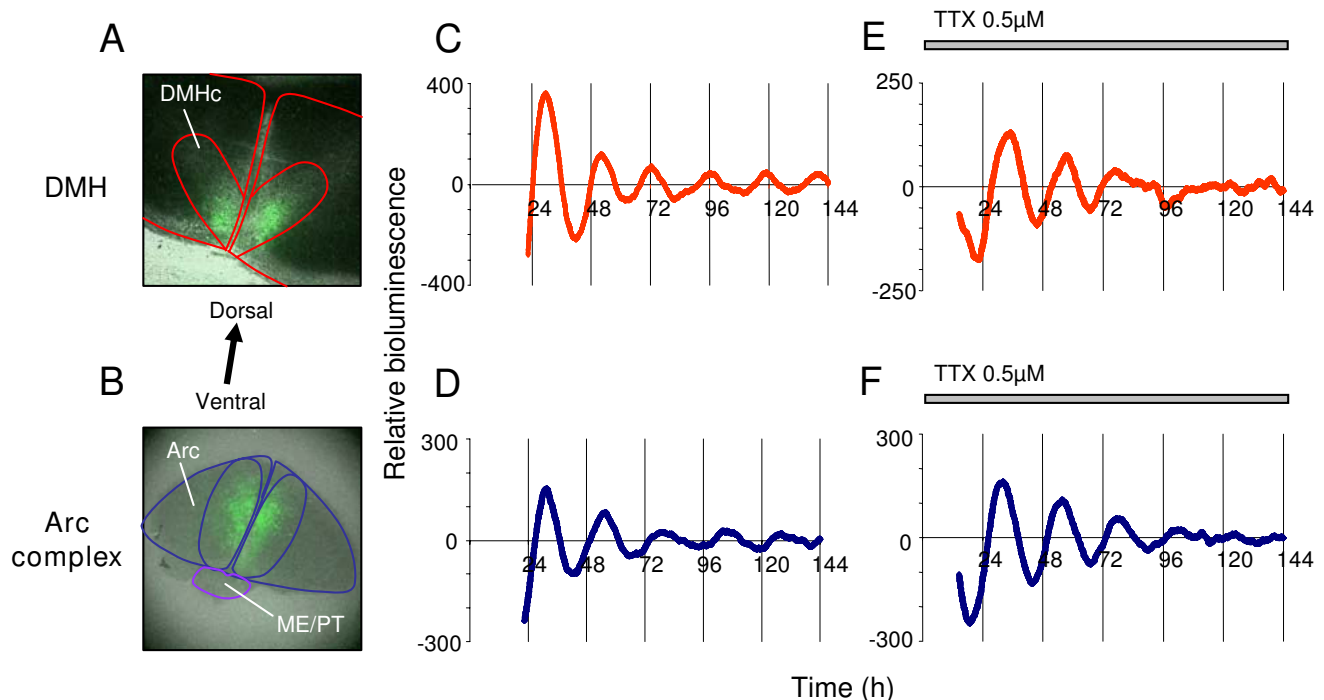 A
DMHc
DMH
Dorsal
Ventral
B
Arc
Arc
complex
ME/PT
Relative bioluminescence
C
400
0
-400
24 48 72 96 120 144
D
300
0
-300
24 48 72 96 120 144
E
TTX 0.5µM
250
0
-250
24 48 72 96 120 144
F
TTX 0.5µM
300
0
-300
24 48 72 96 120 144
Time (h)